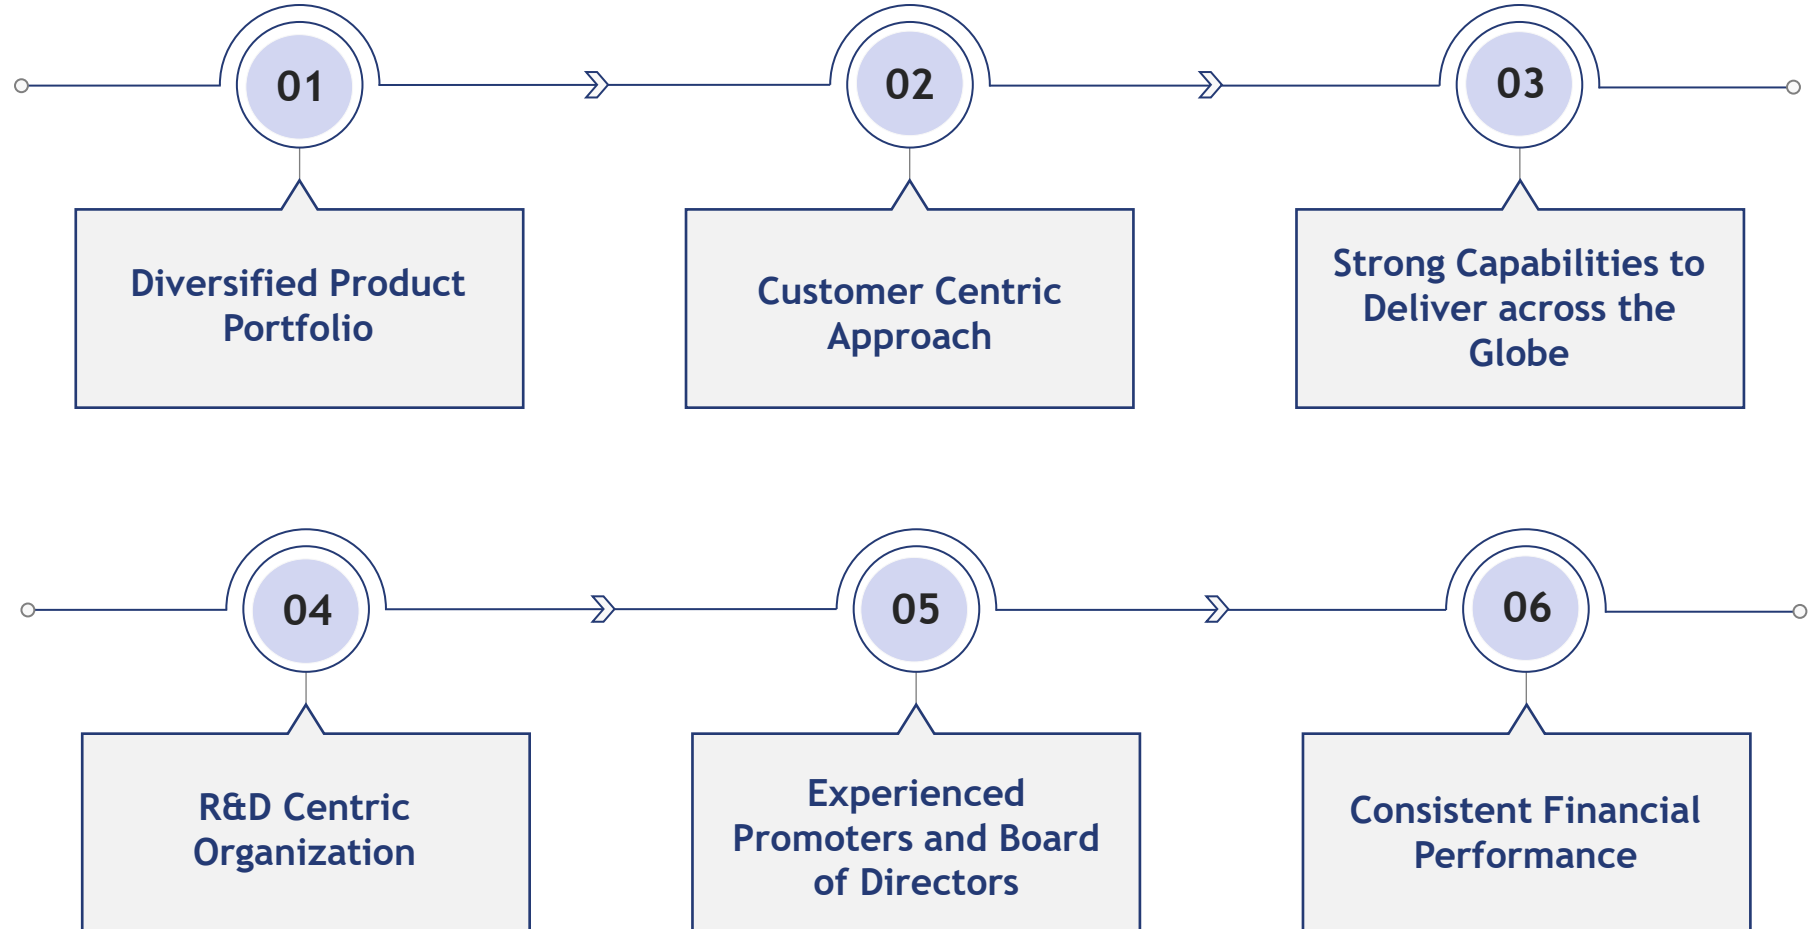 01
02
03
Diversified Product
Portfolio
Customer Centric
Approach
Strong Capabilities to
Deliver across the
Globe
04
05
06
R&D Centric
Organization
Experienced
Promoters and Board
of Directors
Consistent Financial
Performance